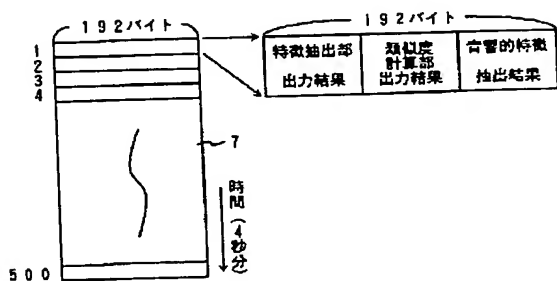 192バイト
1
2
3
4
500
7
時間(4秒分)
192バイト
特徴抽出部
出力結果
類似度
計算部
出力結果
音響的特徴
抽出結果